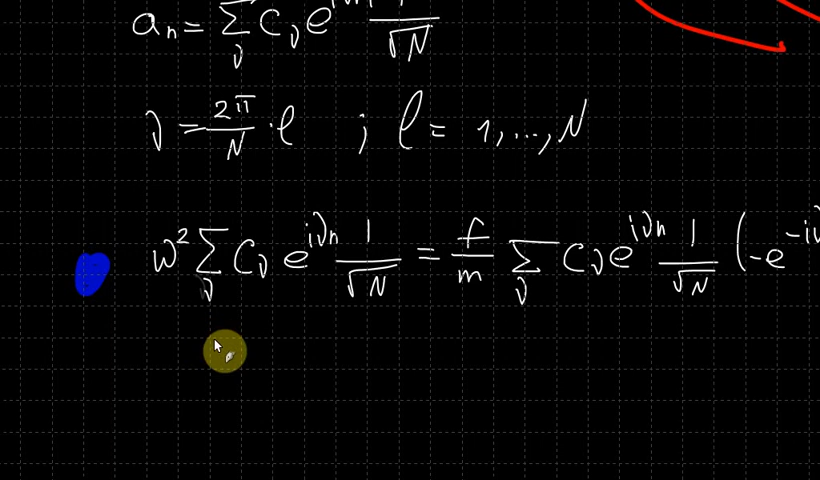 aₙ = Σ_ν C_ν e^{iνn} 1/√N
ν = 2π/N · l ; l = 1, ..., N
ω² Σ_ν C_ν e^{iνn} 1/√N = f/m Σ_ν C_ν e^{iνn} 1/√N (-e^{-iν